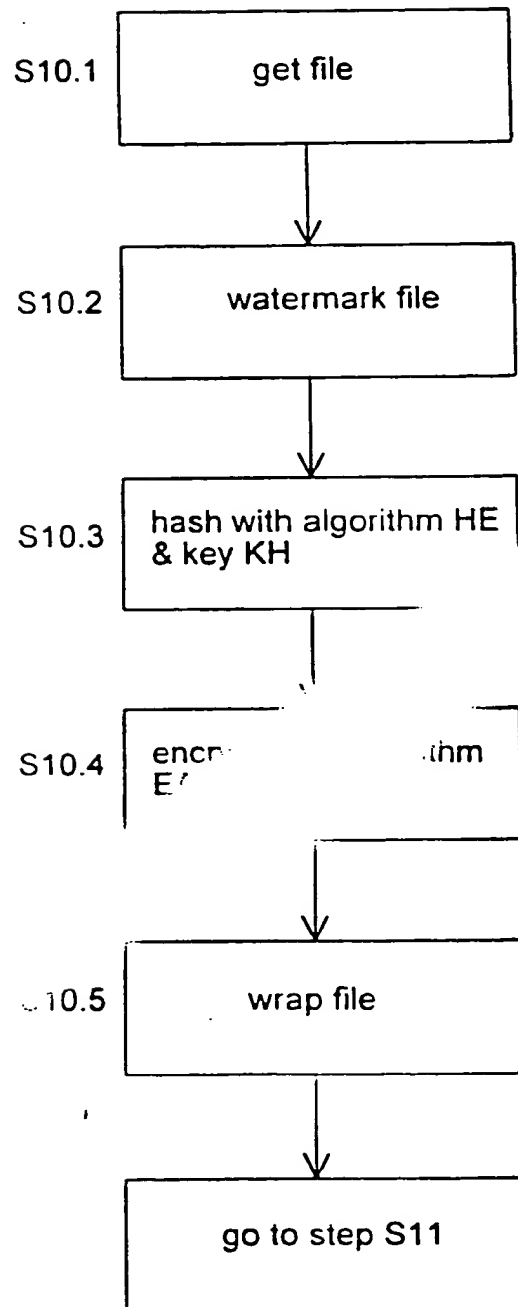 S10.1
get file
S10.2
watermark file
S10.3
hash with algorithm HE
& key KH
S10.4
10.5
wrap file
go to step S11